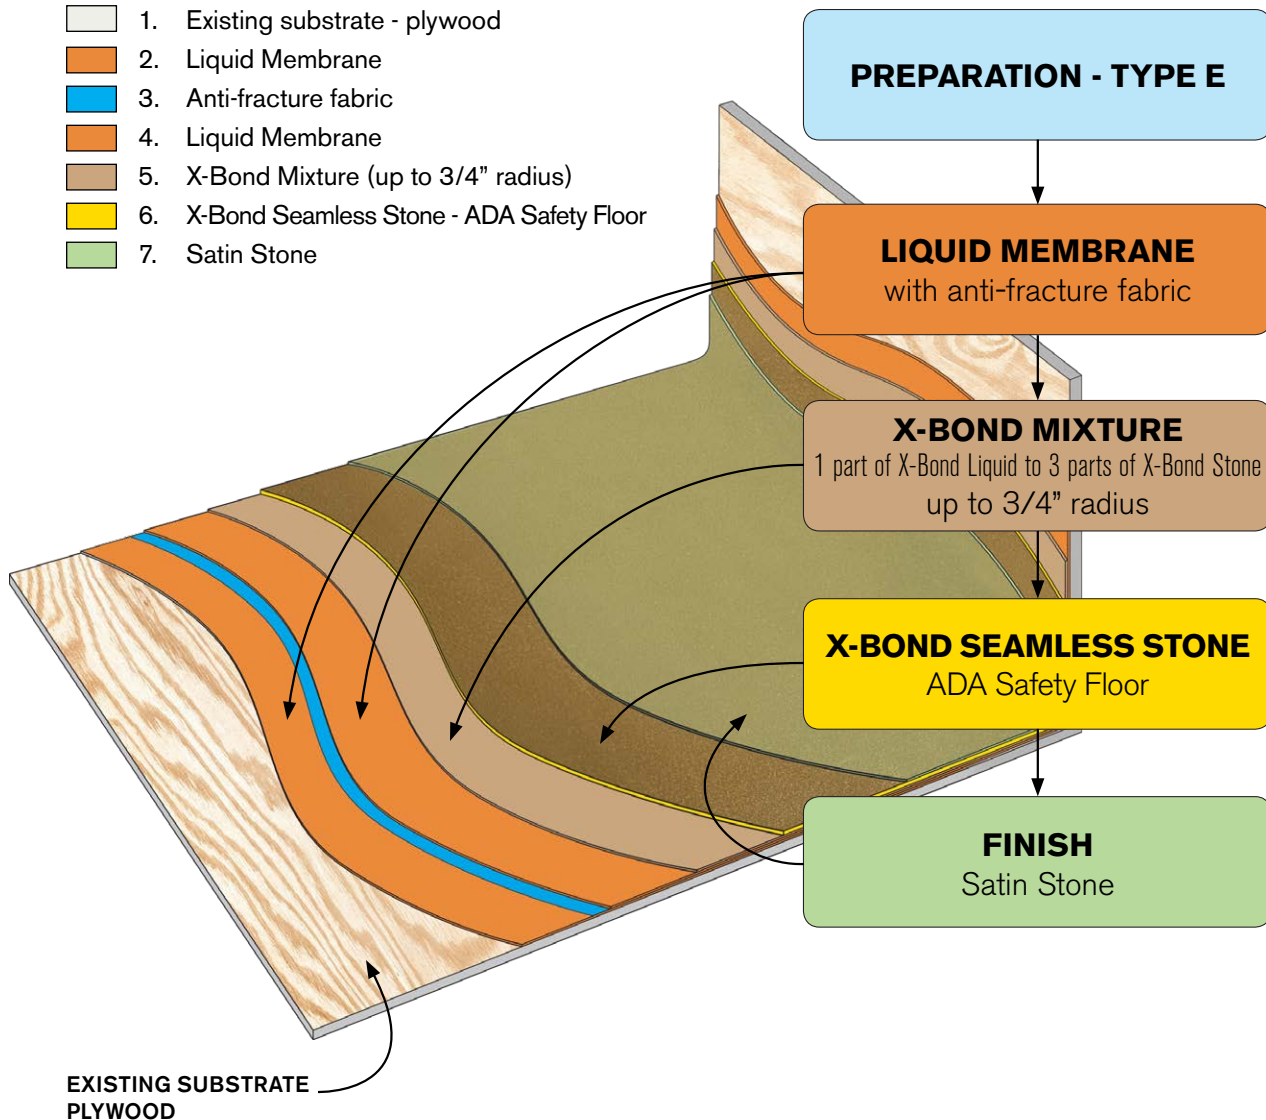 1. Existing substrate - plywood
2. Liquid Membrane
3. Anti-fracture fabric
4. Liquid Membrane
5. X-Bond Mixture (up to 3/4” radius)
6. X-Bond Seamless Stone - ADA Safety Floor
7. Satin Stone
PREPARATION - TYPE E
LIQUID MEMBRANE
with anti-fracture fabric
X-BOND MIXTURE
1 part of X-Bond Liquid to 3 parts of X-Bond Stone
up to 3/4” radius
X-BOND SEAMLESS STONE
ADA Safety Floor
FINISH
Satin Stone
EXISTING SUBSTRATE
PLYWOOD